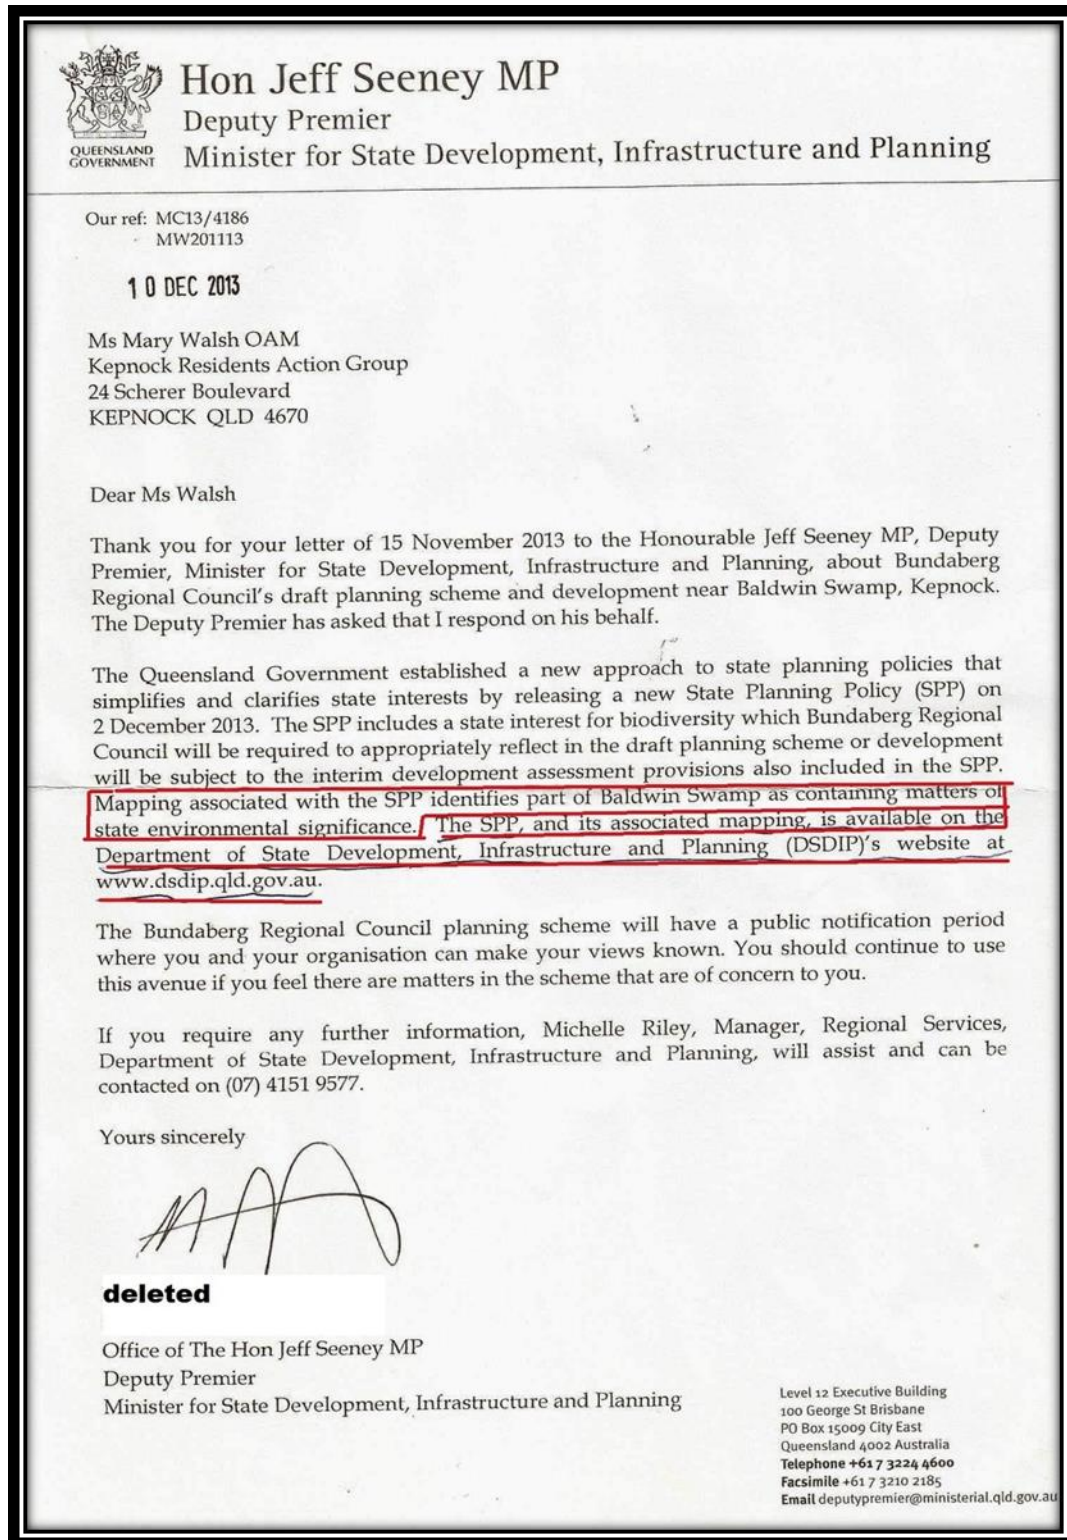 QUEENSLAND
GOVERNMENT
Hon Jeff Seeney MP
Deputy Premier
Minister for State Development, Infrastructure and Planning
Our ref: MC13/4186
MW201113
10 DEC 2013
Ms Mary Walsh OAM
Kepnock Residents Action Group
24 Scherer Boulevard
KEPNOCK QLD 4670
Dear Ms Walsh
Thank you for your letter of 15 November 2013 to the Honourable Jeff Seeney MP, Deputy
Premier, Minister for State Development, Infrastructure and Planning, about Bundaberg
Regional Council's draft planning scheme and development near Baldwin Swamp, Kepnock.
The Deputy Premier has asked that I respond on his behalf.
The Queensland Government established a new approach to state planning policies that
simplifies and clarifies state interests by releasing a new State Planning Policy (SPP) on
2 December 2013. The SPP includes a state interest for biodiversity which Bundaberg Regional
Council will be required to appropriately reflect in the draft planning scheme or development
will be subject to the interim development assessment provisions also included in the SPP.
Mapping associated with the SPP identifies part of Baldwin Swamp as containing matters of
state environmental significance. The SPP, and its associated mapping, is available on the
Department of State Development, Infrastructure and Planning (DSDIP)'s website at
www.dsdip.qld.gov.au.
The Bundaberg Regional Council planning scheme will have a public notification period
where you and your organisation can make your views known. You should continue to use
this avenue if you feel there are matters in the scheme that are of concern to you.
If you require any further information, Michelle Riley, Manager, Regional Services,
Department of State Development, Infrastructure and Planning, will assist and can be
contacted on (07) 4151 9577.
Yours sincerely
deleted
Office of The Hon Jeff Seeney MP
Deputy Premier
Minister for State Development, Infrastructure and Planning
Level 12 Executive Building
100 George St Brisbane
PO Box 15009 City East
Queensland 4002 Australia
Telephone +61 7 3224 4600
Facsimile +61 7 3210 2185
Email deputypremier@ministerial.qld.gov.au